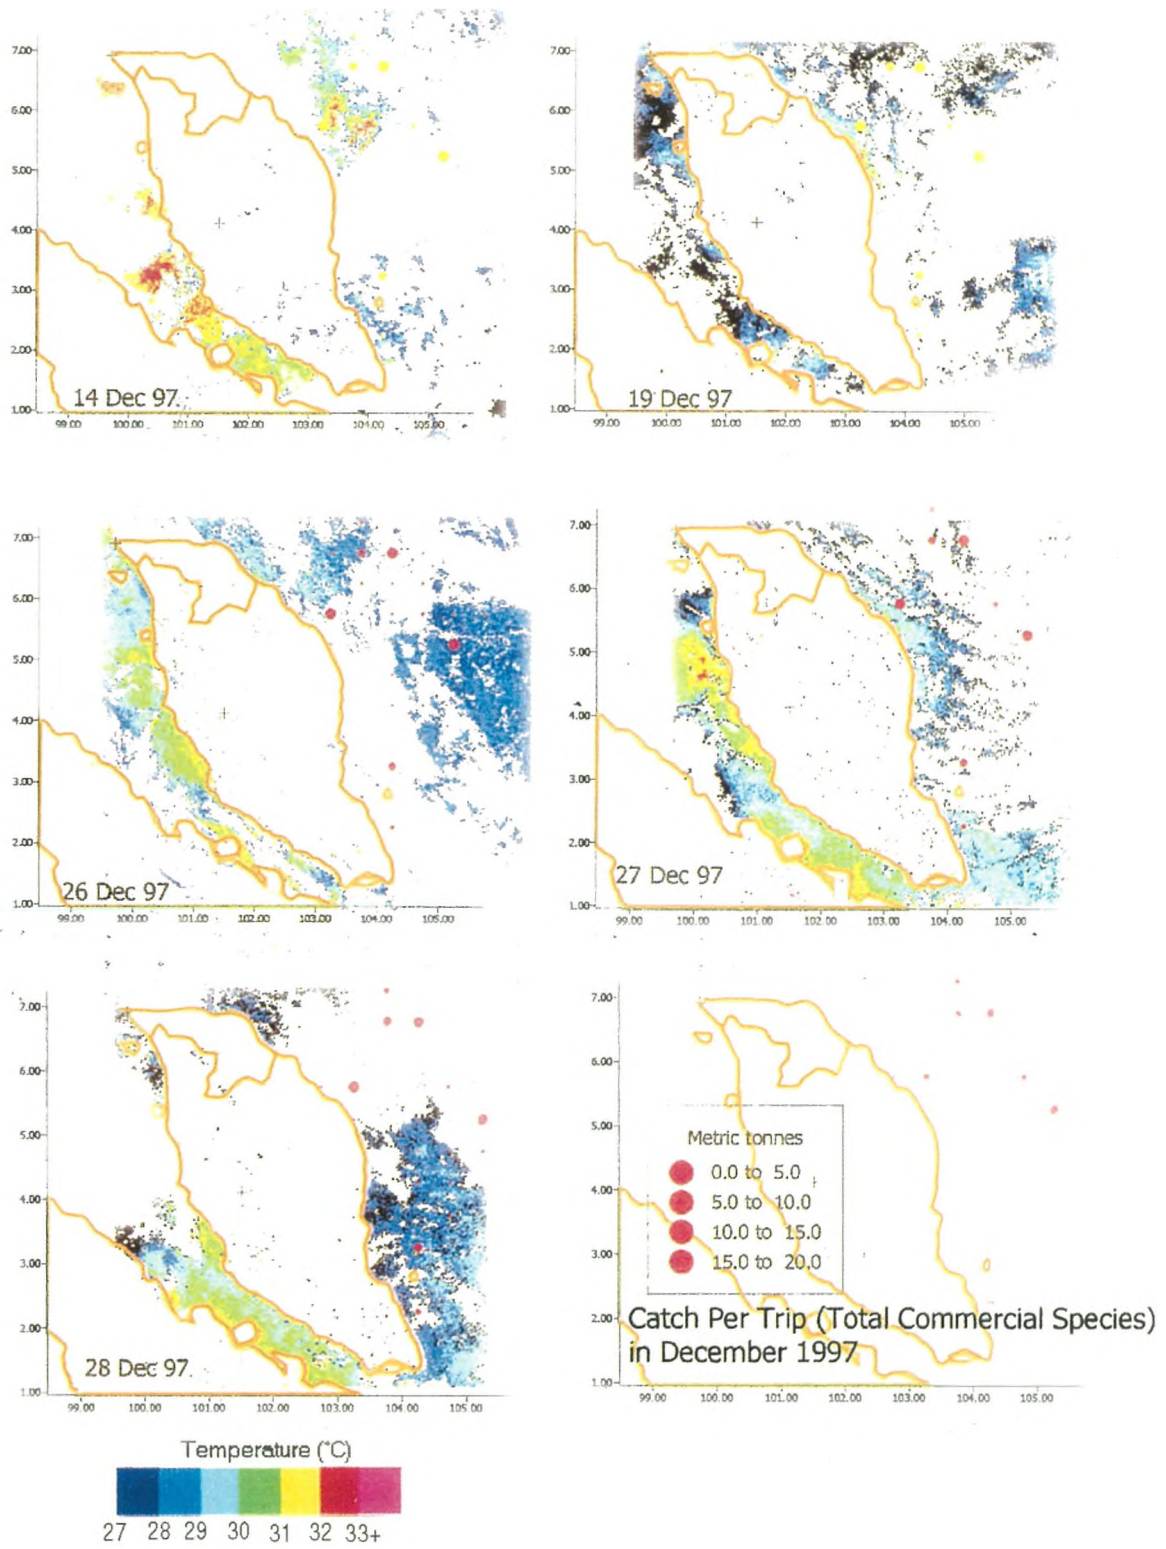 7.00
6.00
5.00
4.00
3.00
2.00
1.00
14 Dec 97.
99.00 100.00 101.00 102.00 103.00 104.00 105.00
7.00
6.00
5.00
4.00
3.00
2.00
1.00
19 Dec 97
99.00 100.00 101.00 102.00 103.00 104.00 105.00
7.00
6.00
5.00
4.00
3.00
2.00
1.00
26 Dec 97
99.00 100.00 101.00 102.00 103.00 104.00 105.00
7.00
6.00
5.00
4.00
3.00
2.00
1.00
27 Dec 97
99.00 100.00 101.00 102.00 103.00 104.00 105.00
7.00
6.00
5.00
4.00
3.00
2.00
1.00
28 Dec 97.
99.00 100.00 101.00 102.00 103.00 104.00 105.00
7.00
6.00
5.00
4.00
3.00
2.00
1.00
Metric tonnes
0.0 to 5.0
5.0 to 10.0
10.0 to 15.0
15.0 to 20.0
Catch Per Trip (Total Commercial Species)
in December 1997
99.00 100.00 101.00 102.00 103.00 104.00 105.00
Temperature (°C)
27 28 29 30 31 32 33+